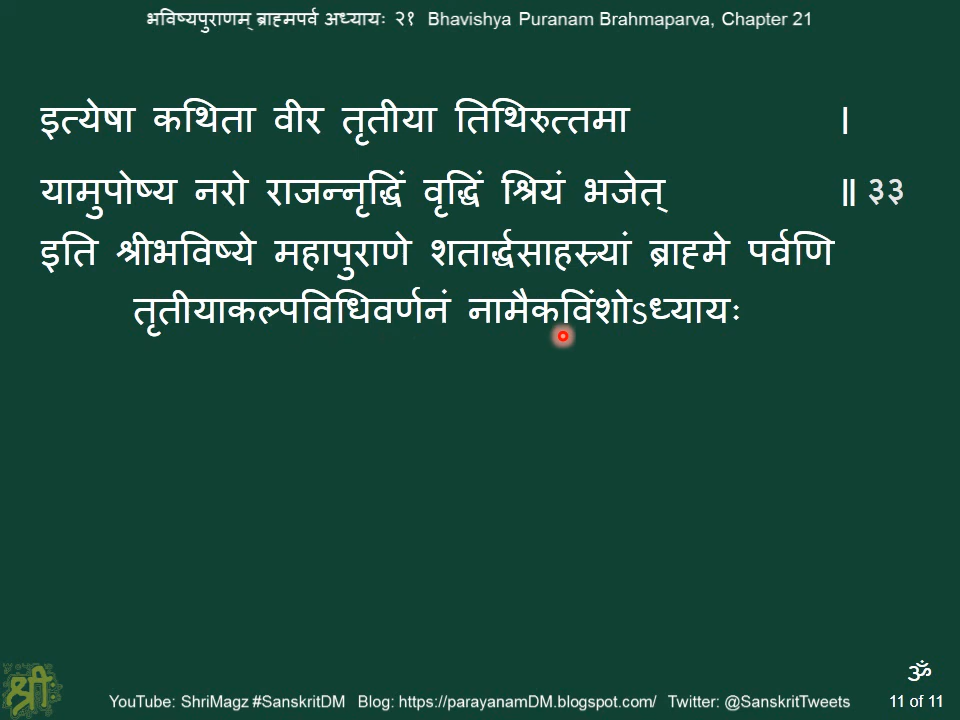 भविष्यपुराणम् ब्राह्मपर्व अध्यायः २१ Bhavishya Puranam Brahmaparva, Chapter 21
इत्येषा कथिता वीर तृतीया तिथिरुत्तमा ।
यामुपोष्य नरो राजन्नृद्धिं वृद्धिं श्रियं भजेत् ॥ ३३
इति श्रीभविष्ये महापुराणे शतार्द्धसाहस्र्यां ब्राह्मे पर्वणि
तृतीयाकल्पविधिवर्णनं नामैकविंशोऽध्यायः
ॐ
श्रीः
YouTube: ShriMagz #SanskritDM Blog: https://parayanamDM.blogspot.com/ Twitter: @SanskritTweets 11 of 11